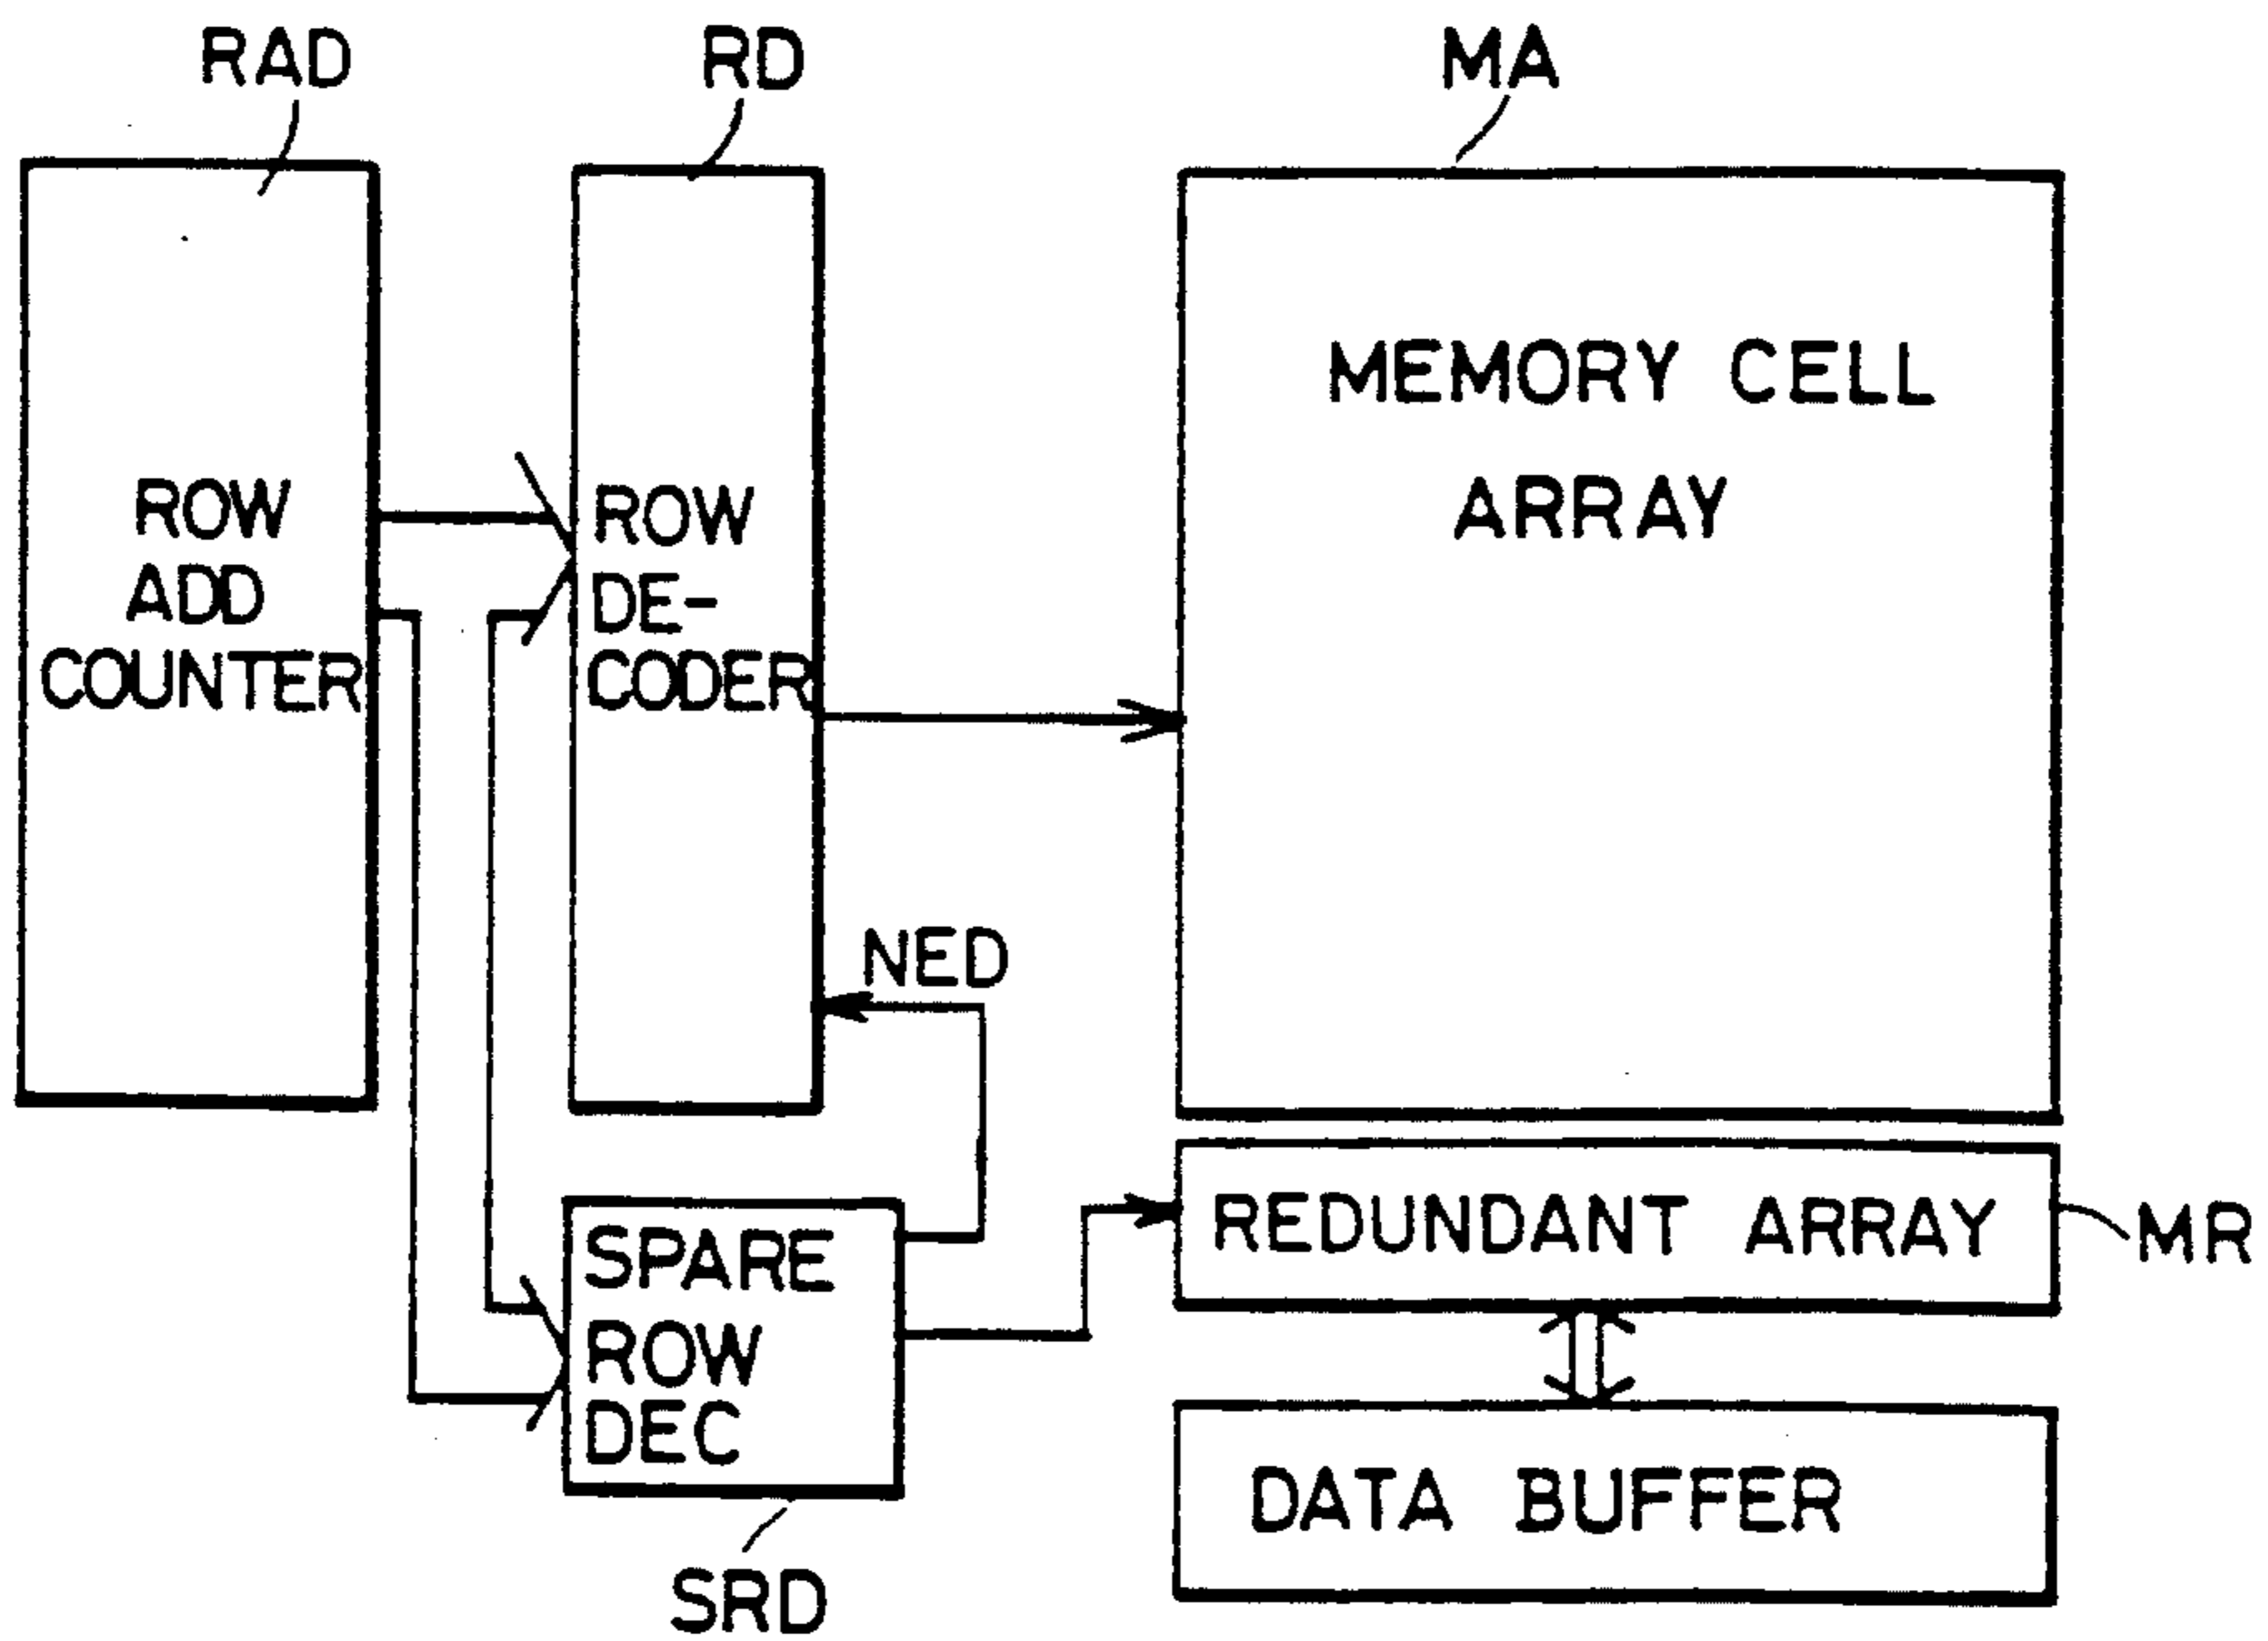 RAD
RD
MA
ROW
ADD
COUNTER
ROW
DE-
CODER
MEMORY CELL
ARRAY
NED
SPARE
ROW
DEC
REDUNDANT ARRAY
MR
DATA BUFFER
SRD